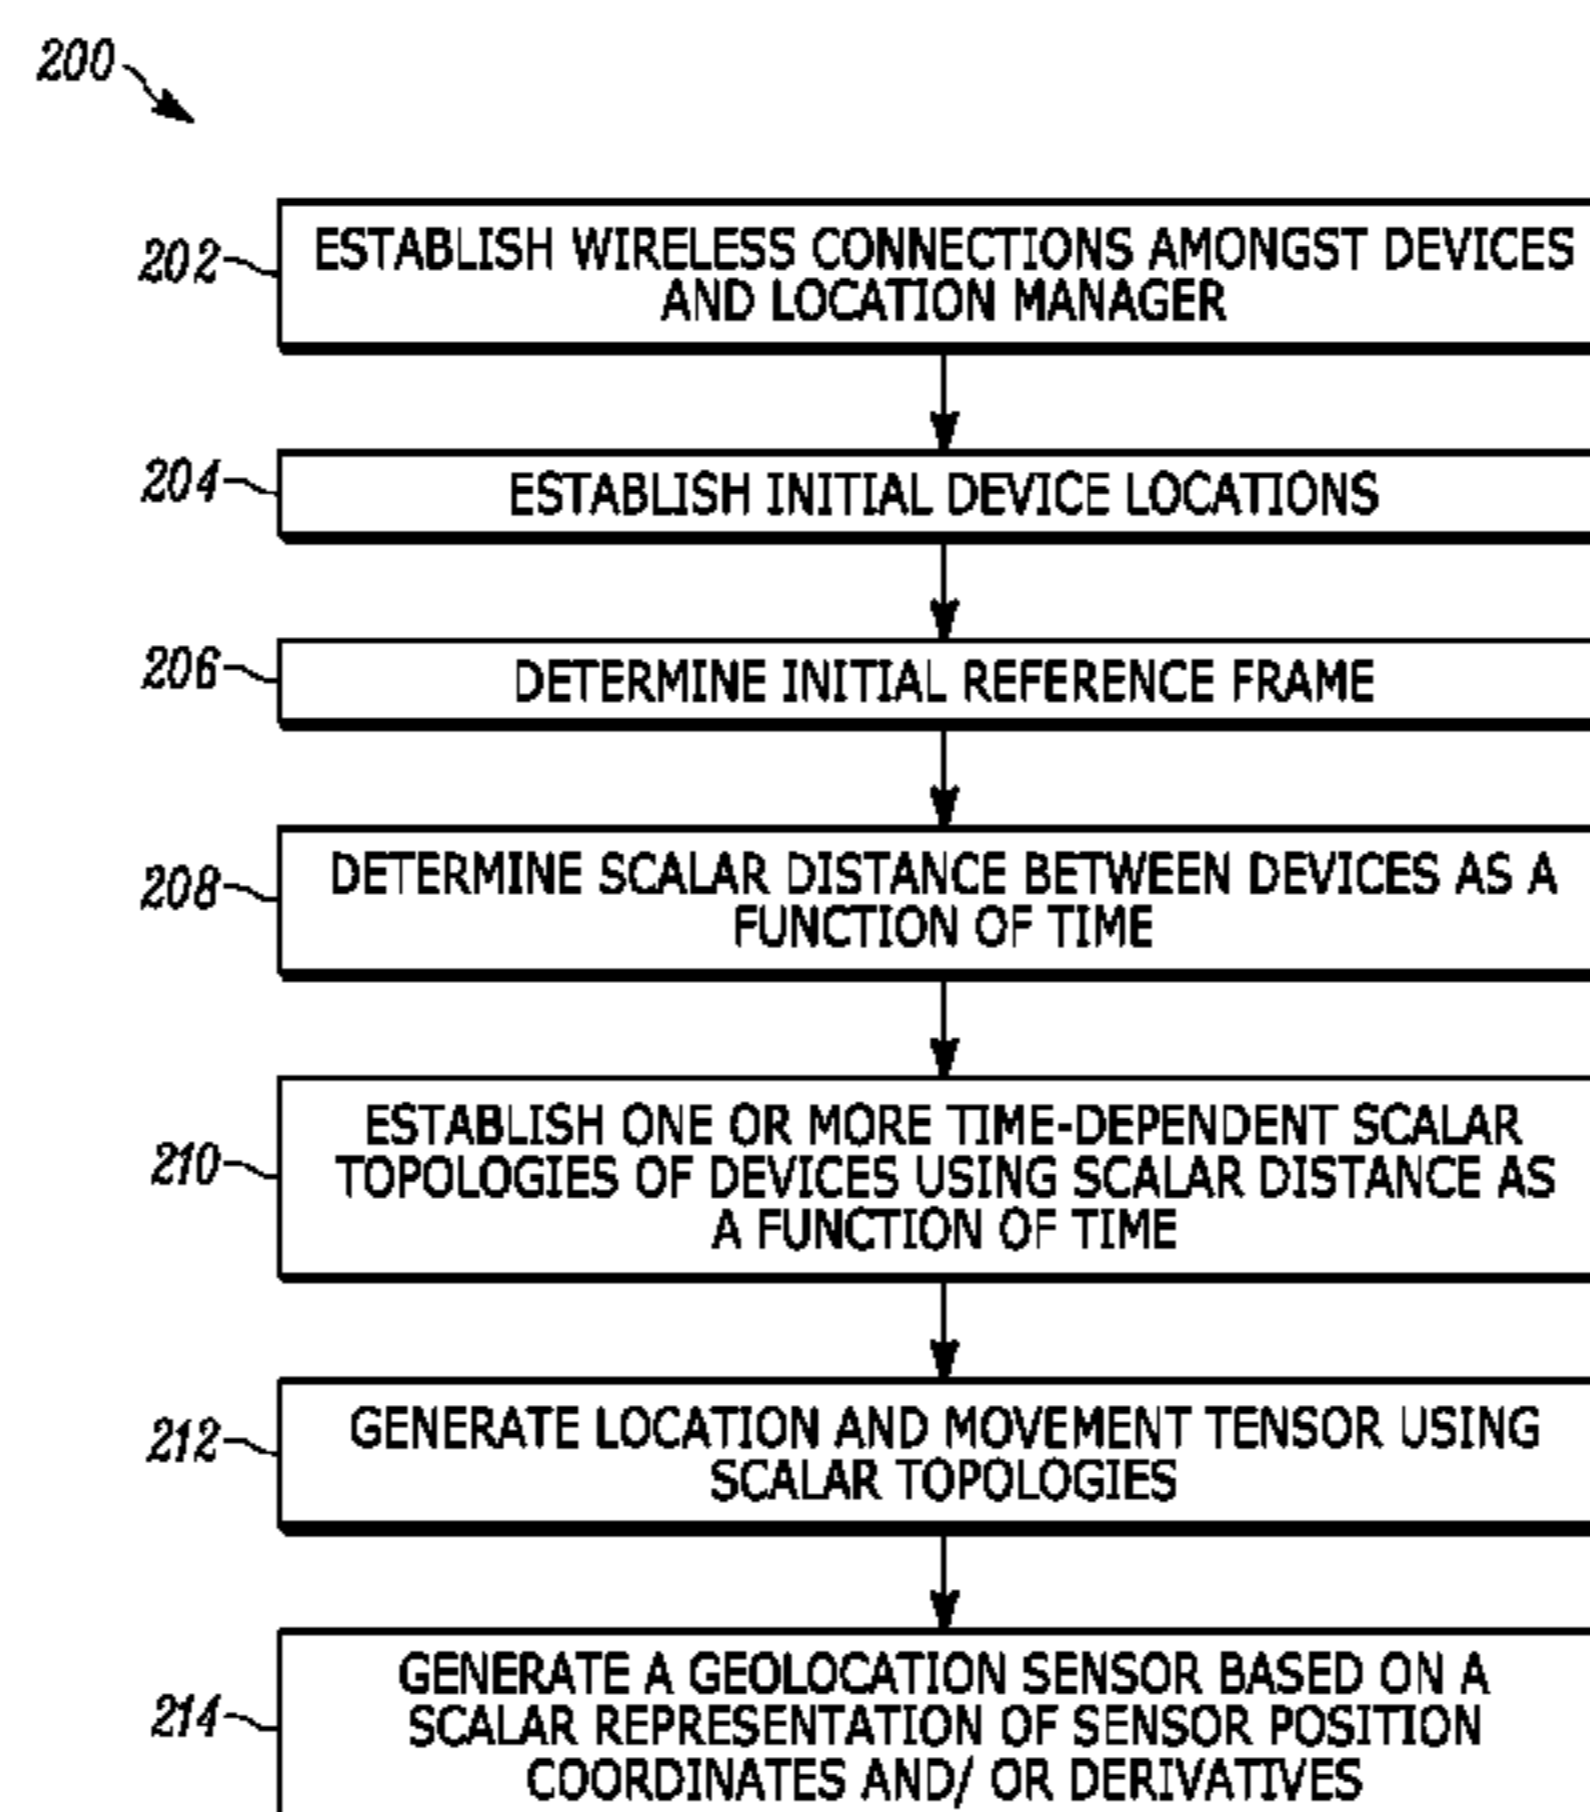 200
202
ESTABLISH WIRELESS CONNECTIONS AMONGST DEVICES
AND LOCATION MANAGER
204
ESTABLISH INITIAL DEVICE LOCATIONS
206
DETERMINE INITIAL REFERENCE FRAME
208
DETERMINE SCALAR DISTANCE BETWEEN DEVICES AS A
FUNCTION OF TIME
210
ESTABLISH ONE OR MORE TIME-DEPENDENT SCALAR
TOPOLOGIES OF DEVICES USING SCALAR DISTANCE AS
A FUNCTION OF TIME
212
GENERATE LOCATION AND MOVEMENT TENSOR USING
SCALAR TOPOLOGIES
214
GENERATE A GEOLOCATION SENSOR BASED ON A
SCALAR REPRESENTATION OF SENSOR POSITION
COORDINATES AND/ OR DERIVATIVES